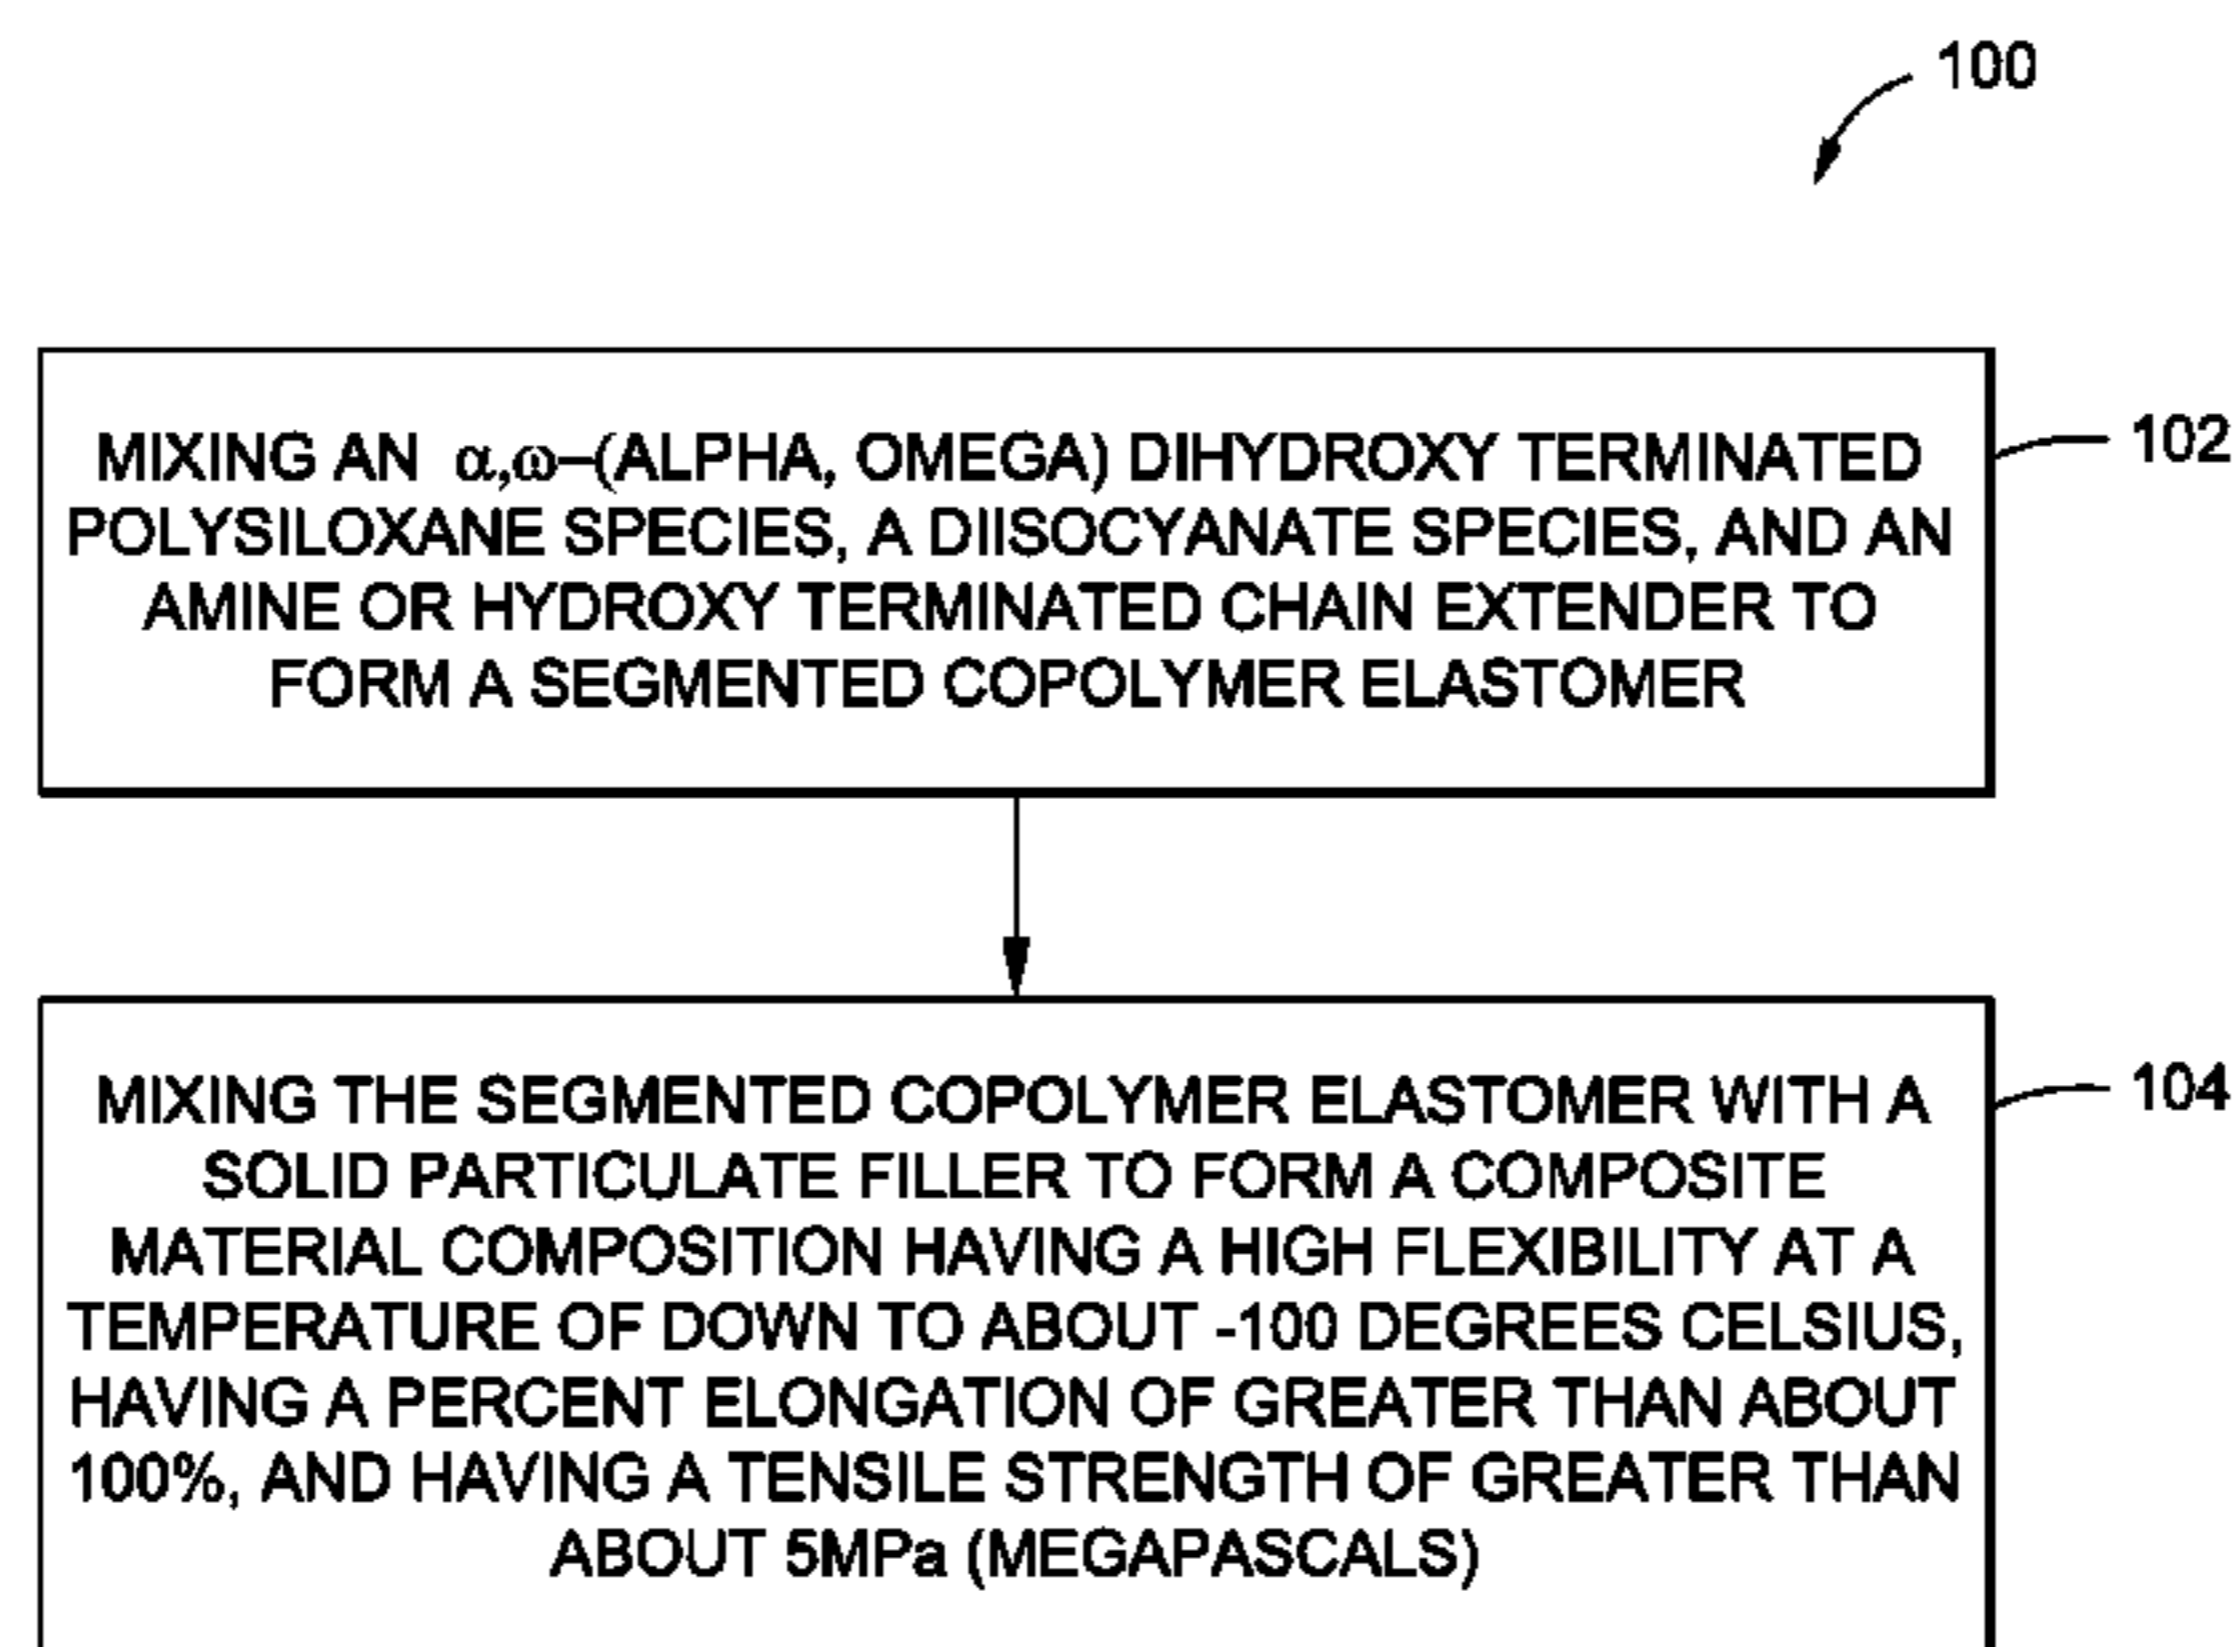 100
MIXING AN α,ω–(ALPHA, OMEGA) DIHYDROXY TERMINATED
POLYSILOXANE SPECIES, A DIISOCYANATE SPECIES, AND AN
AMINE OR HYDROXY TERMINATED CHAIN EXTENDER TO
FORM A SEGMENTED COPOLYMER ELASTOMER
102
MIXING THE SEGMENTED COPOLYMER ELASTOMER WITH A
SOLID PARTICULATE FILLER TO FORM A COMPOSITE
MATERIAL COMPOSITION HAVING A HIGH FLEXIBILITY AT A
TEMPERATURE OF DOWN TO ABOUT -100 DEGREES CELSIUS,
HAVING A PERCENT ELONGATION OF GREATER THAN ABOUT
100%, AND HAVING A TENSILE STRENGTH OF GREATER THAN
ABOUT 5MPa (MEGAPASCALS)
104